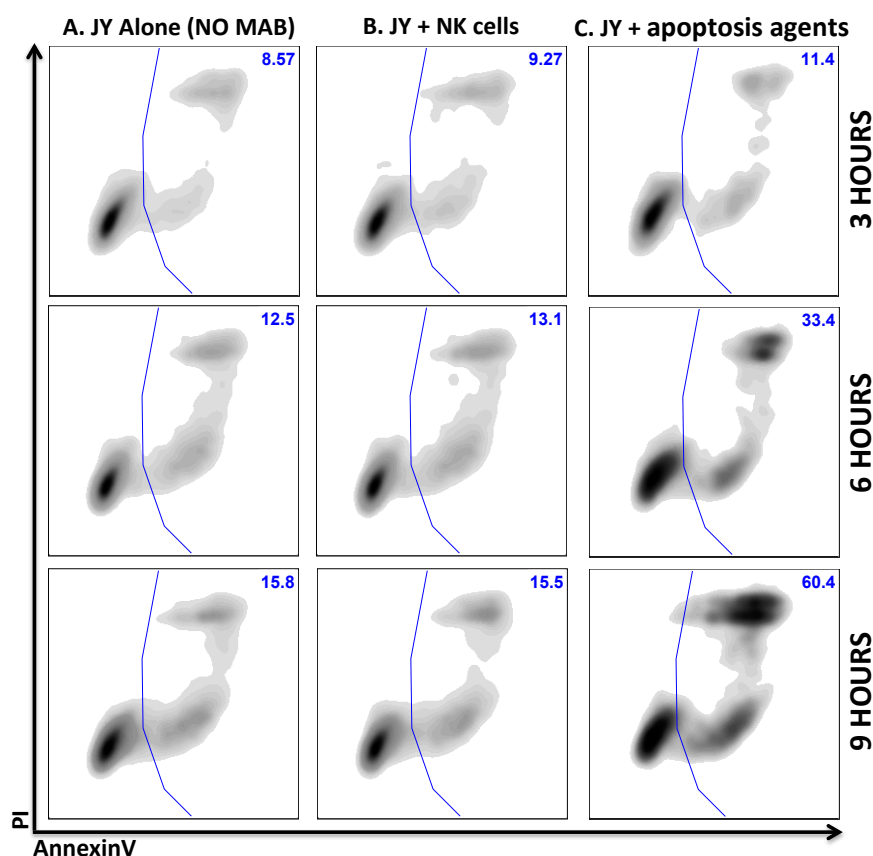 A. JY Alone (NO MAB)
B. JY + NK cells
C. JY + apoptosis agents
8.57
9.27
11.4
3 HOURS
12.5
13.1
33.4
6 HOURS
15.8
15.5
60.4
9 HOURS
PI
AnnexinV